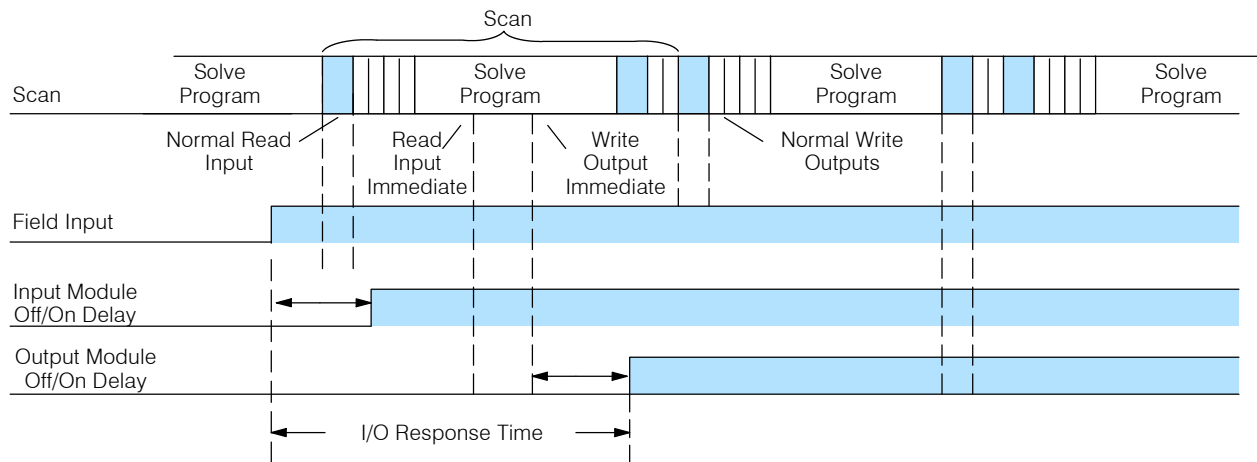 Scan
Scan
Solve
Program
Solve
Program
Solve
Program
Solve
Program
Normal Read
Input
Read
Input
Immediate
Write
Output
Immediate
Normal Write
Outputs
Field Input
Input Module
Off/On Delay
Output Module
Off/On Delay
I/O Response Time